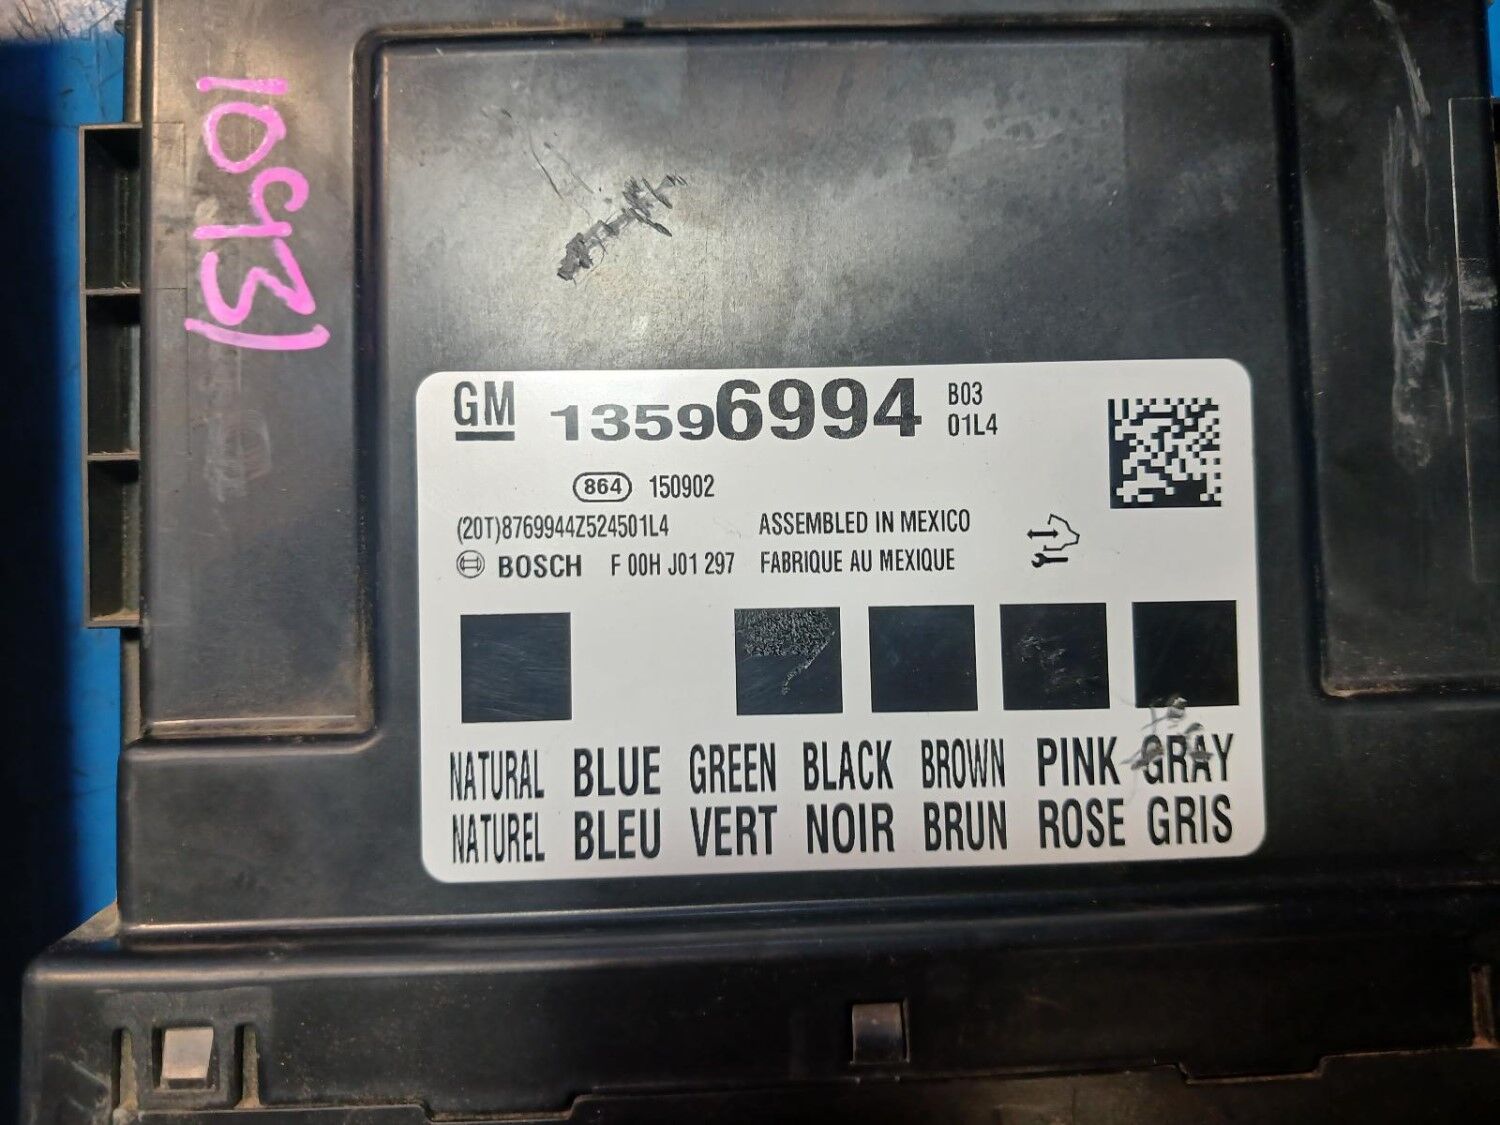 10931
GM 13596994 B03
01L4
864 150902
(20T)8769944Z524501L4 ASSEMBLED IN MEXICO
BOSCH F 00H J01 297 FABRIQUE AU MEXIQUE
NATURAL BLUE GREEN BLACK BROWN PINK GRAY
NATUREL BLEU VERT NOIR BRUN ROSE GRIS